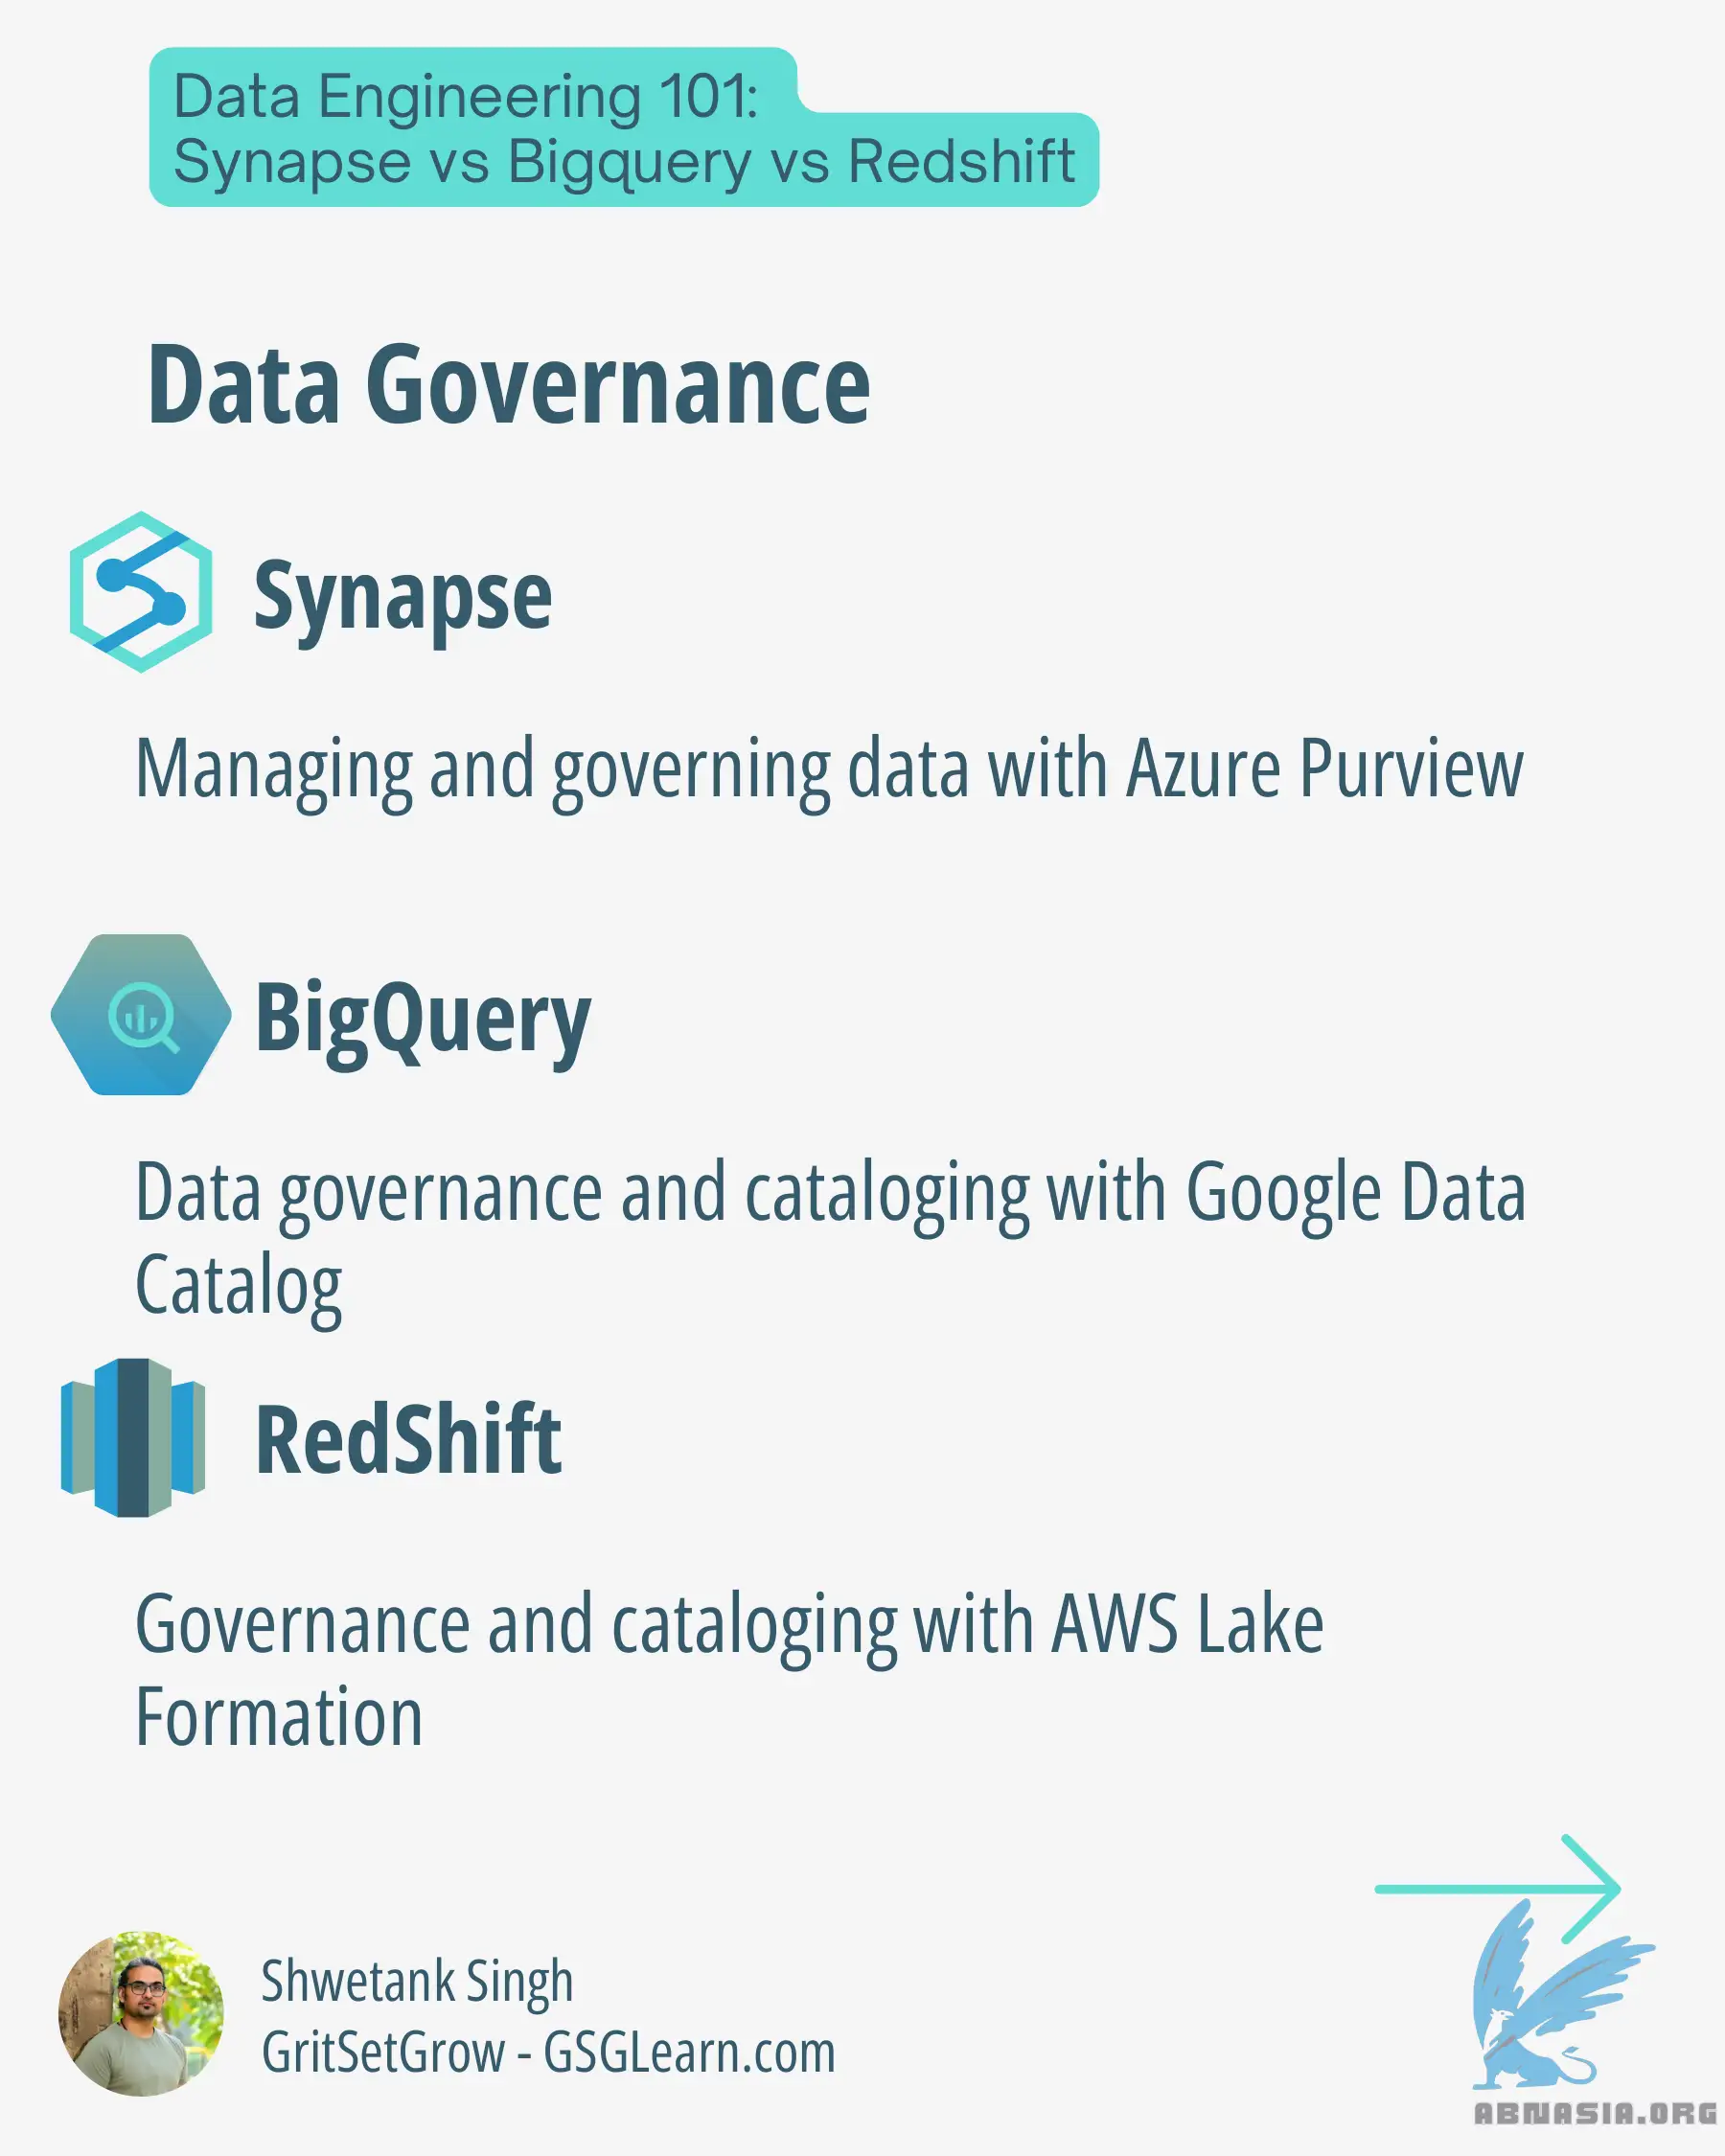 Data Engineering 101:
Synapse vs Bigquery vs Redshift
Data Governance
Synapse
Managing and governing data with Azure Purview
BigQuery
Data governance and cataloging with Google Data
Catalog
RedShift
Governance and cataloging with AWS Lake
Formation
Shwetank Singh
GritSetGrow - GSGLearn.com
ABNASIA.ORG